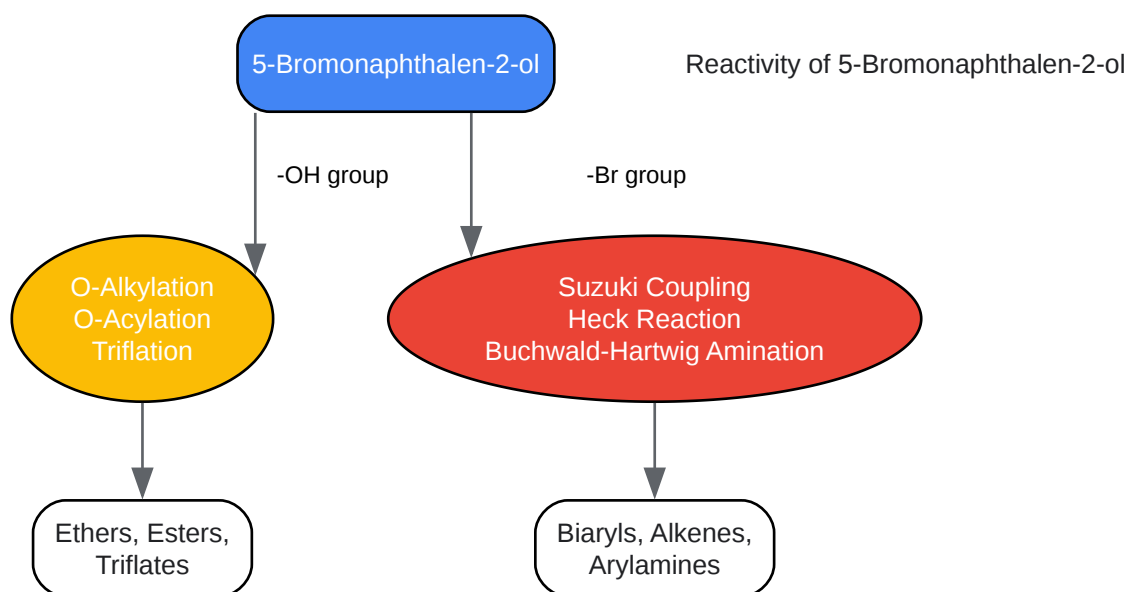 5-Bromonaphthalen-2-ol
Reactivity of 5-Bromonaphthalen-2-ol
-OH group
-Br group
O-Alkylation
O-Acylation
Triflation
Suzuki Coupling
Heck Reaction
Buchwald-Hartwig Amination
Ethers, Esters,
Triflates
Biaryls, Alkenes,
Arylamines